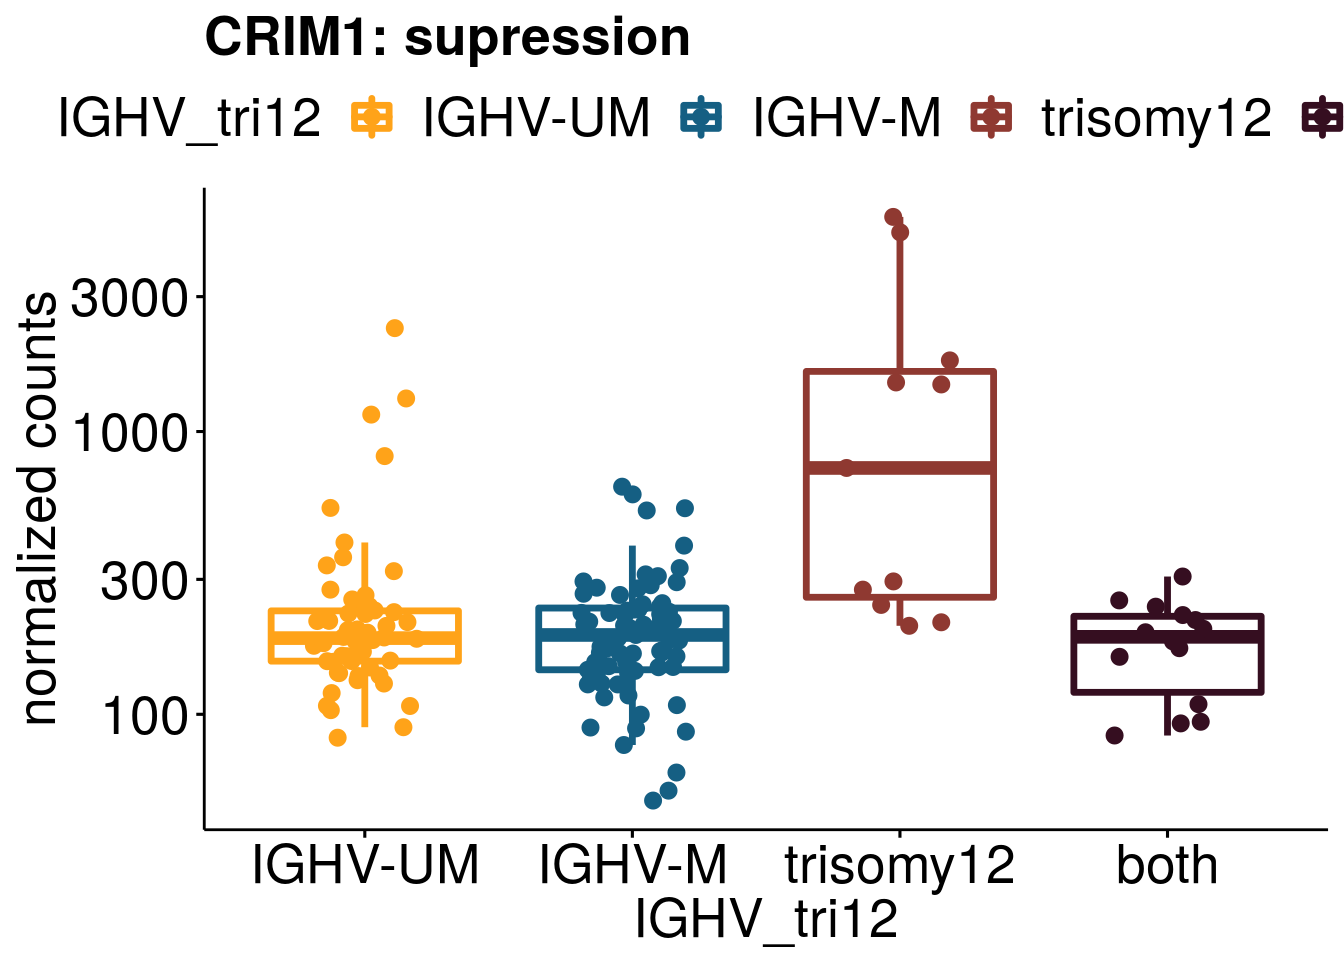 CRIM1: supression
IGHV_tri12 IGHV-UM IGHV-M trisomy12
normalized counts
3000
1000
300
100
IGHV-UM IGHV-M trisomy12 both
IGHV_tri12